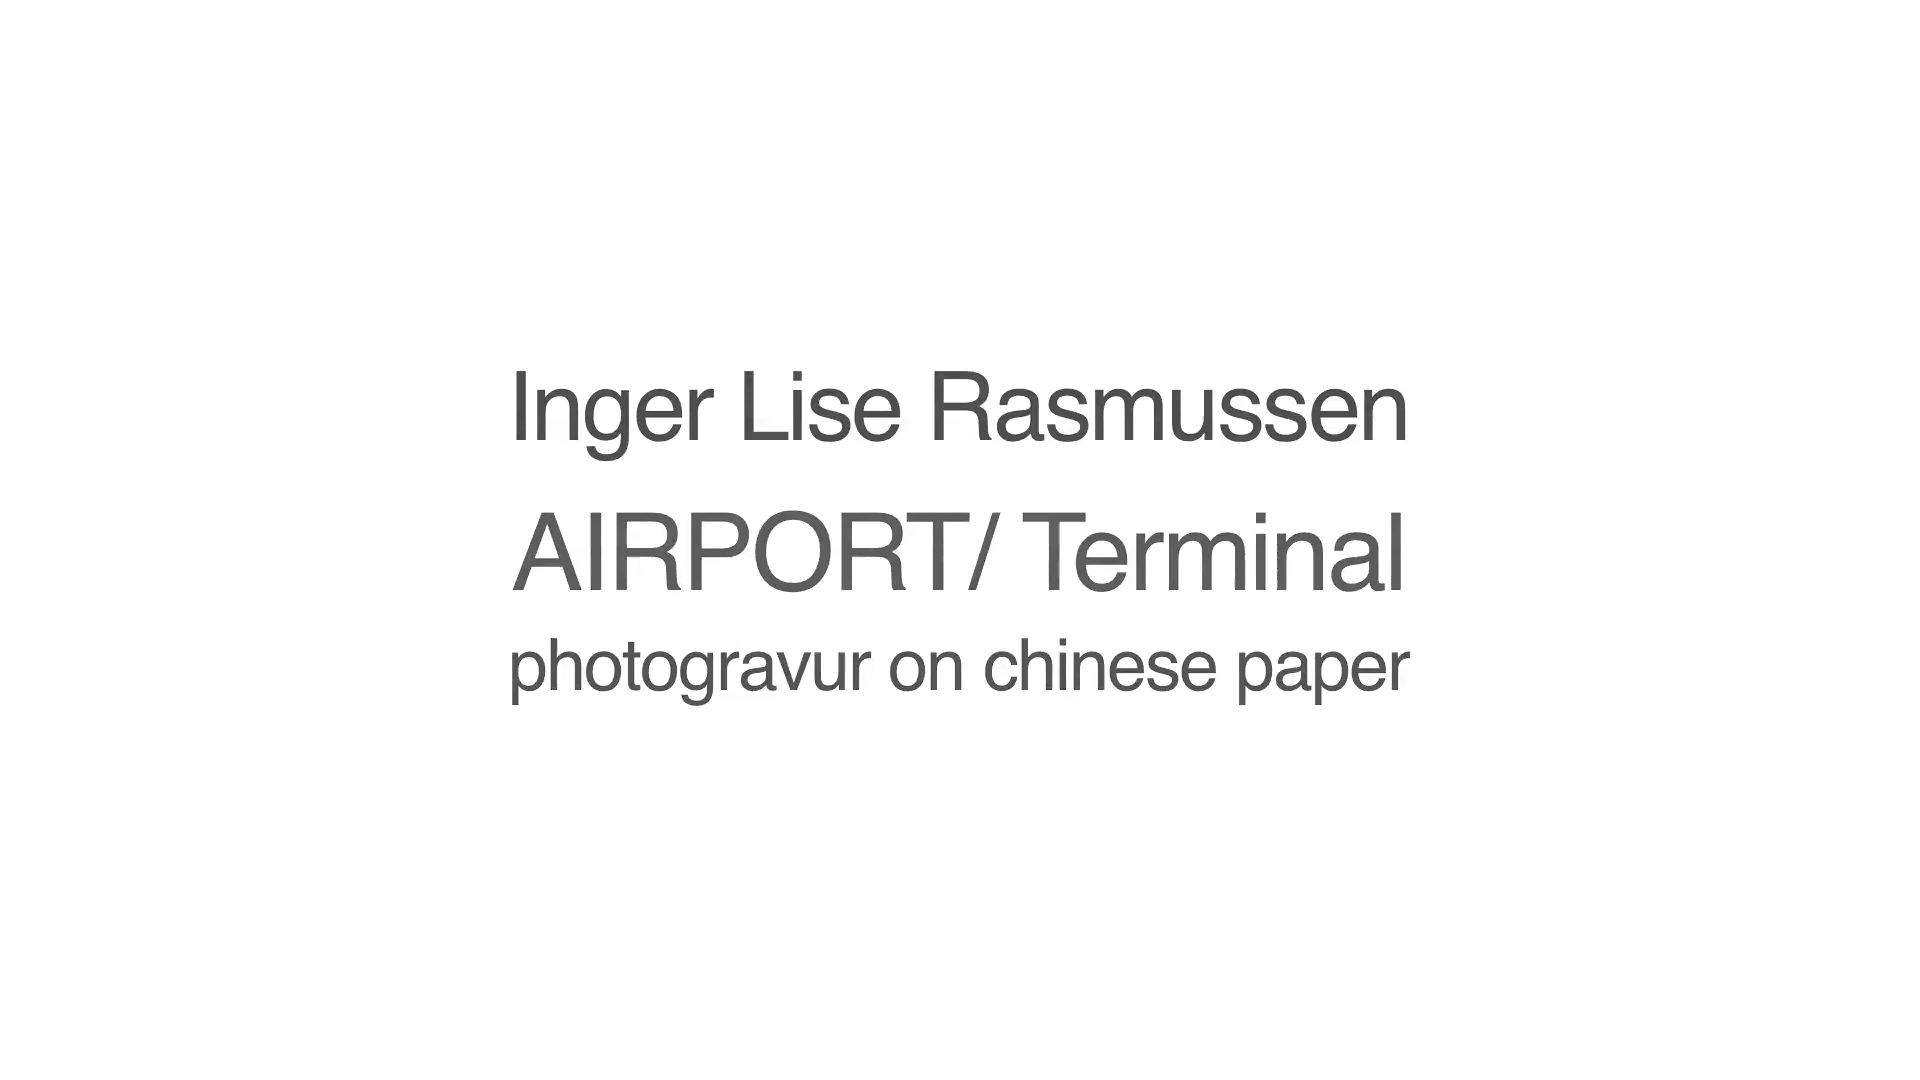 Inger Lise Rasmussen
AIRPORT/ Terminal
photogravur on chinese paper